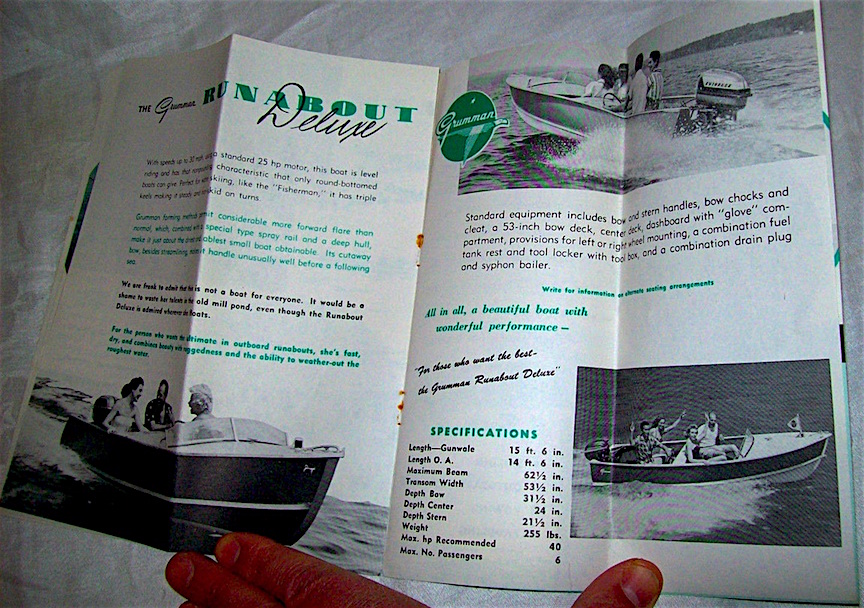 THE Grumman RUNABOUT
Deluxe
With speeds up to 30 mph a standard 25 hp motor, this boat is level
riding and has that characteristic that only round-bottomed
boats can give. Perfect for water skiing, like the "Fisherman," it has triple
keels making it steady and skid on turns.
Grumman forming methods permit considerable more forward flare than
normal, which, combined with a special type spray rail and a deep hull,
make it just about the driest and ablest small boat obtainable. Its cutaway
bow, besides streamlining, it handle unusually well before a following
sea.
We are frank to admit that he is not a boat for everyone. It would be a
shame to waste her talents in the old mill pond, even though the Runabout
Deluxe is admired wherever she floats.
For the person who wants the ultimate in outboard runabouts, she's fast,
dry, and combines beauty with ruggedness and the ability to weather-out the
roughest water.
EVINRUDE
Grumman
Standard equipment includes bow and stern handles, bow chocks and
cleat, a 53-inch bow deck, center deck, dashboard with "glove" com-
partment, provisions for left or right wheel mounting, a combination fuel
tank rest and tool locker with tool box, and a combination drain plug
and syphon bailer.
Write for information on alternate seating arrangements
All in all, a beautiful boat with
wonderful performance —
"For those who want the best-
the Grumman Runabout Deluxe"
SPECIFICATIONS
Length—Gunwale 15 ft. 6 in.
Length O. A. 14 ft. 6 in.
Maximum Beam 62½ in.
Transom Width 53½ in.
Depth Bow 31½ in.
Depth Center 24 in.
Depth Stern 21½ in.
Weight 255 lbs.
Max. hp Recommended 40
Max. No. Passengers 6